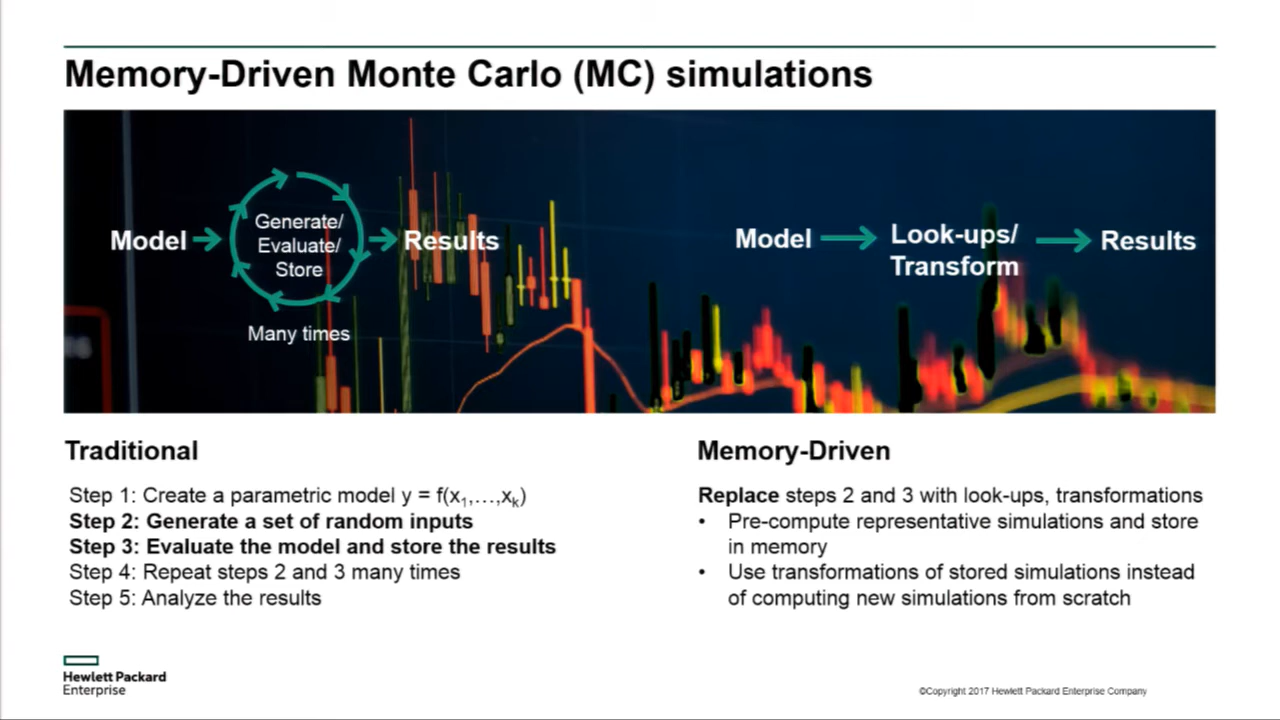 Memory-Driven Monte Carlo (MC) simulations
Model
Generate/
Evaluate/
Store
Results
Many times
Model
Look-ups/
Transform
Results
Traditional
Step 1: Create a parametric model y = f(x₁,…,xₖ)
Step 2: Generate a set of random inputs
Step 3: Evaluate the model and store the results
Step 4: Repeat steps 2 and 3 many times
Step 5: Analyze the results
Memory-Driven
Replace steps 2 and 3 with look-ups, transformations
• Pre-compute representative simulations and store
in memory
• Use transformations of stored simulations instead
of computing new simulations from scratch
Hewlett Packard
Enterprise
©Copyright 2017 Hewlett Packard Enterprise Company